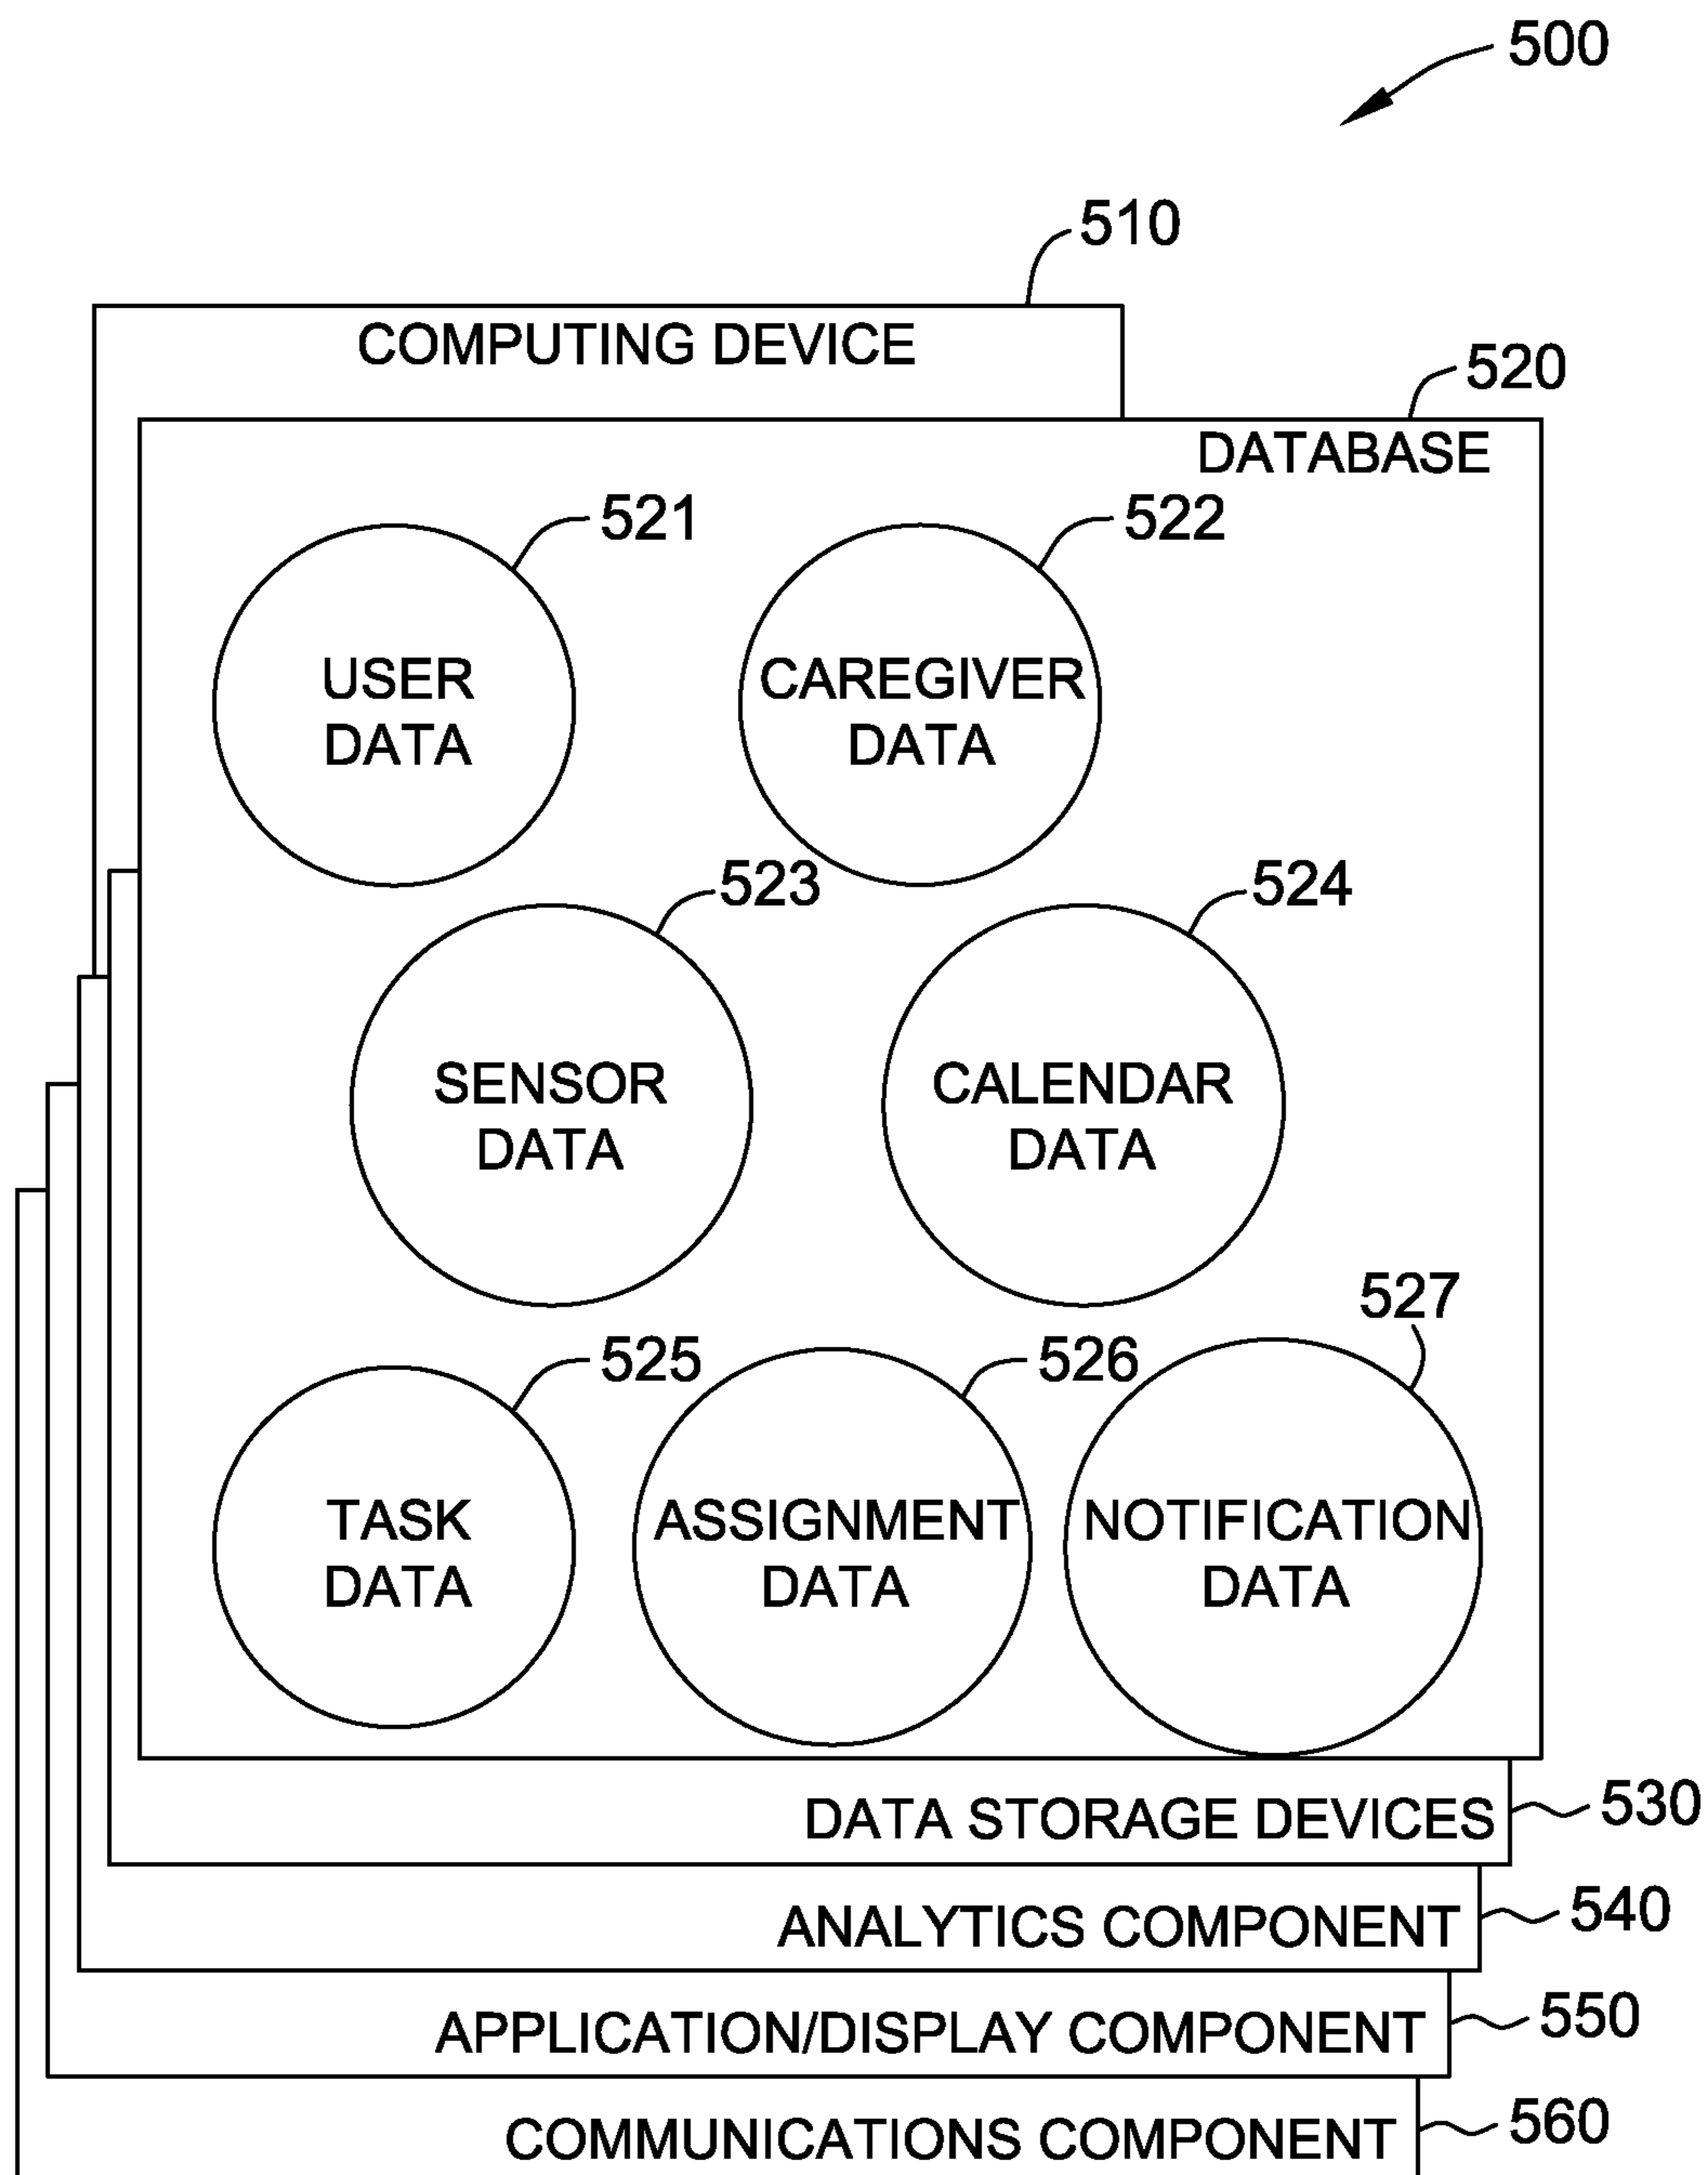 500
510
COMPUTING DEVICE
520
DATABASE
521
522
USER
DATA
CAREGIVER
DATA
523
524
SENSOR
DATA
CALENDAR
DATA
527
525
526
TASK
DATA
ASSIGNMENT
DATA
NOTIFICATION
DATA
DATA STORAGE DEVICES
530
ANALYTICS COMPONENT
540
APPLICATION/DISPLAY COMPONENT
550
COMMUNICATIONS COMPONENT
560